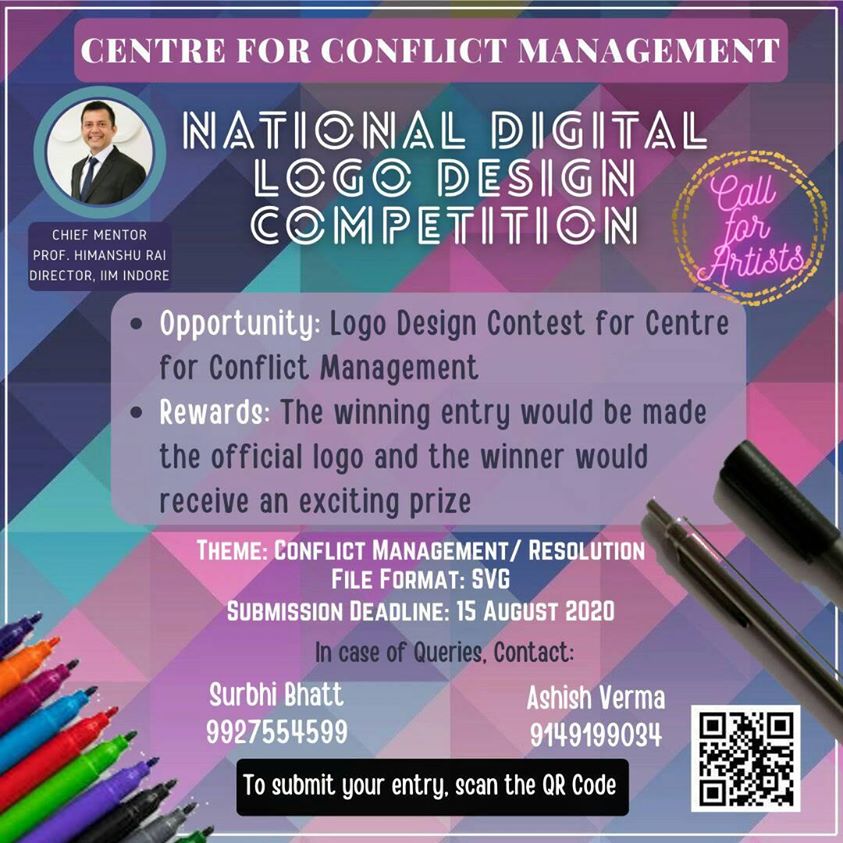 CENTRE FOR CONFLICT MANAGEMENT
NATIONAL DIGITAL
LOGO DESIGN
COMPETITION
Call
for
Artists
CHIEF MENTOR
PROF. HIMANSHU RAI
DIRECTOR, IIM INDORE
• Opportunity: Logo Design Contest for Centre
for Conflict Management
• Rewards: The winning entry would be made
the official logo and the winner would
receive an exciting prize
THEME: CONFLICT MANAGEMENT/ RESOLUTION
FILE FORMAT: SVG
SUBMISSION DEADLINE: 15 AUGUST 2020
In case of Queries, Contact:
Surbhi Bhatt
9927554599
Ashish Verma
9149199034
To submit your entry, scan the QR Code